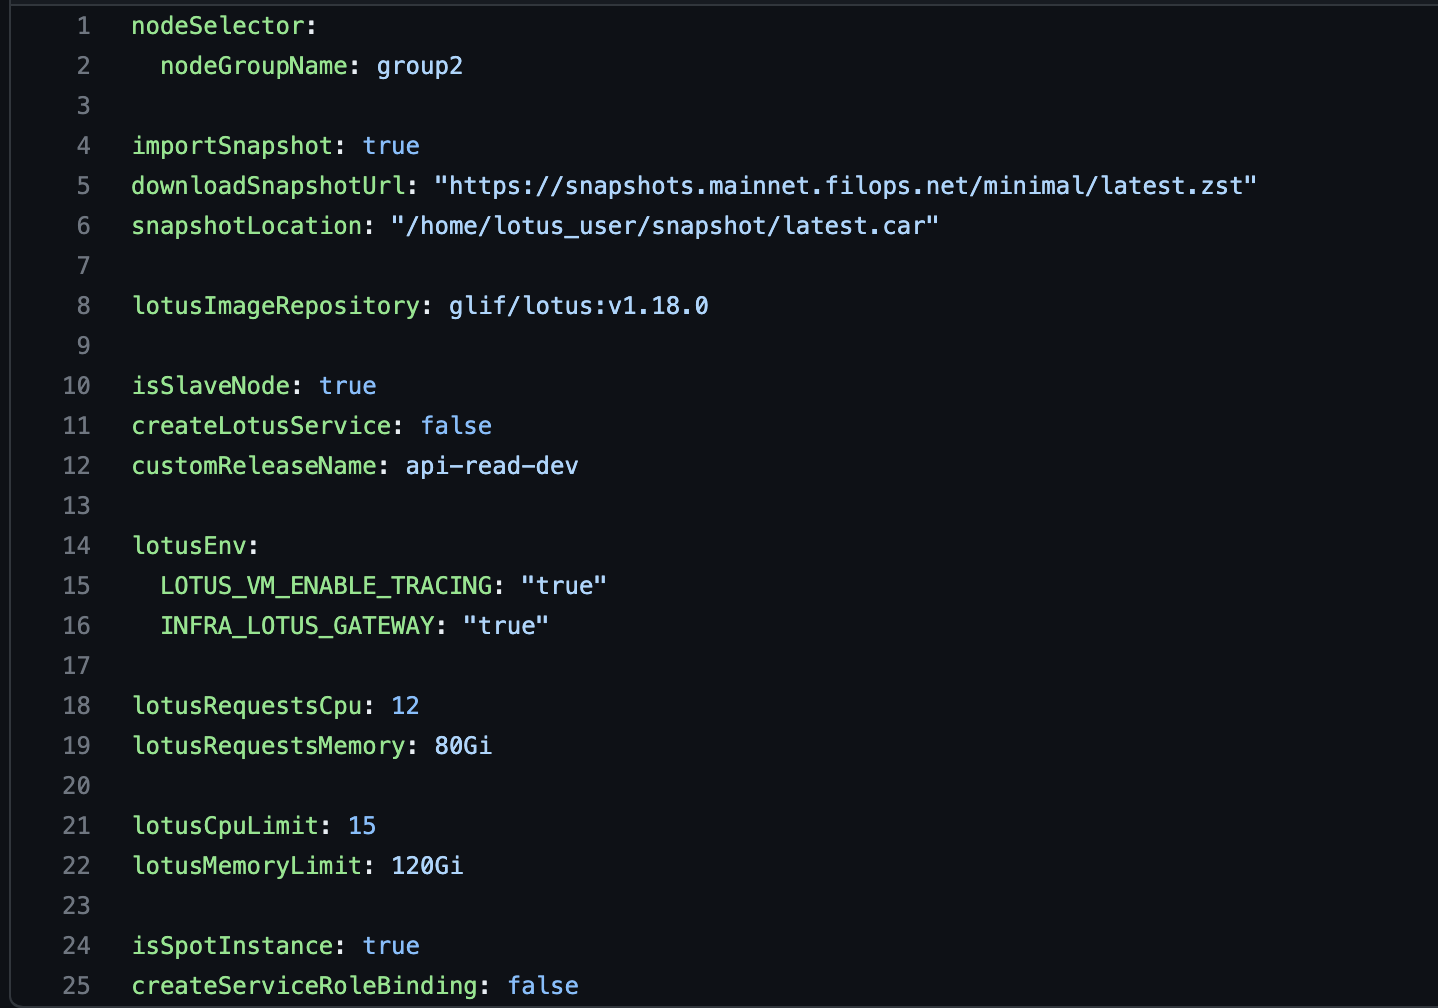 1 nodeSelector:
2   nodeGroupName: group2
3
4 importSnapshot: true
5 downloadSnapshotUrl: "https://snapshots.mainnet.filops.net/minimal/latest.zst"
6 snapshotLocation: "/home/lotus_user/snapshot/latest.car"
7
8 lotusImageRepository: glif/lotus:v1.18.0
9
10 isSlaveNode: true
11 createLotusService: false
12 customReleaseName: api-read-dev
13
14 lotusEnv:
15   LOTUS_VM_ENABLE_TRACING: "true"
16   INFRA_LOTUS_GATEWAY: "true"
17
18 lotusRequestsCpu: 12
19 lotusRequestsMemory: 80Gi
20
21 lotusCpuLimit: 15
22 lotusMemoryLimit: 120Gi
23
24 isSpotInstance: true
25 createServiceRoleBinding: false